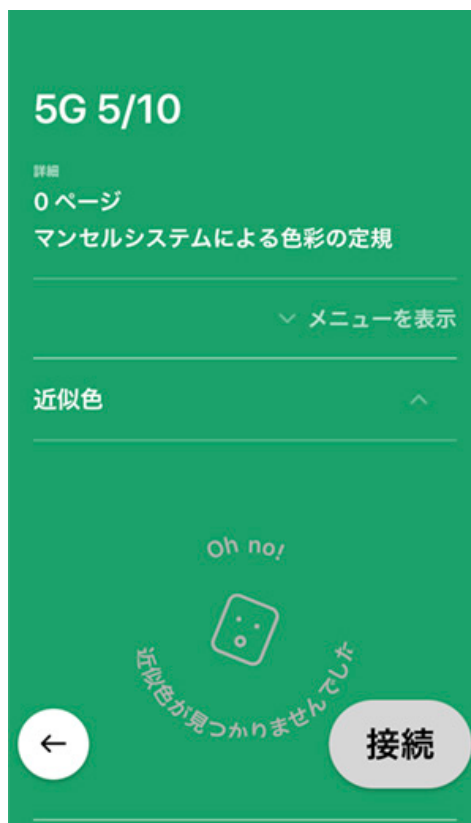 5G 5/10
詳細
0 ページ
マンセルシステムによる色彩の定規
メニューを表示
近似色
Oh no!
近似色が見つかりませんでした
接続